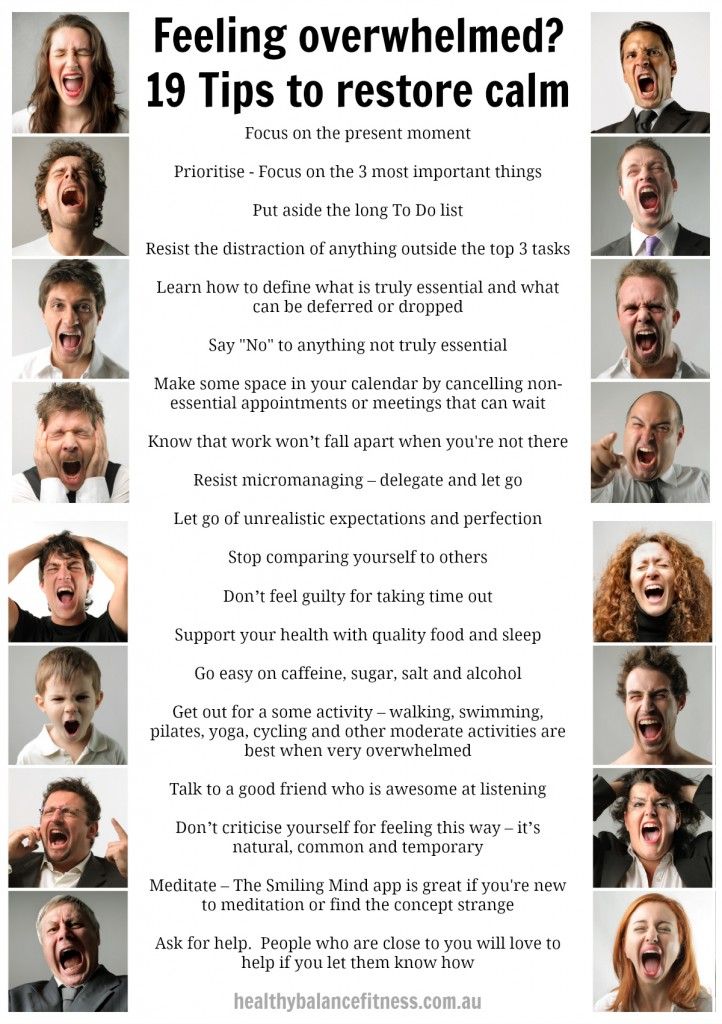 Feeling overwhelmed?
19 Tips to restore calm
Focus on the present moment
Prioritise - Focus on the 3 most important things
Put aside the long To Do list
Resist the distraction of anything outside the top 3 tasks
Learn how to define what is truly essential and what
can be deferred or dropped
Say "No" to anything not truly essential
Make some space in your calendar by cancelling non-
essential appointments or meetings that can wait
Know that work won’t fall apart when you're not there
Resist micromanaging – delegate and let go
Let go of unrealistic expectations and perfection
Stop comparing yourself to others
Don’t feel guilty for taking time out
Support your health with quality food and sleep
Go easy on caffeine, sugar, salt and alcohol
Get out for a some activity – walking, swimming,
pilates, yoga, cycling and other moderate activities are
best when very overwhelmed
Talk to a good friend who is awesome at listening
Don’t criticise yourself for feeling this way – it’s
natural, common and temporary
Meditate – The Smiling Mind app is great if you're new
to meditation or find the concept strange
Ask for help.  People who are close to you will love to
help if you let them know how
healthybalancefitness.com.au